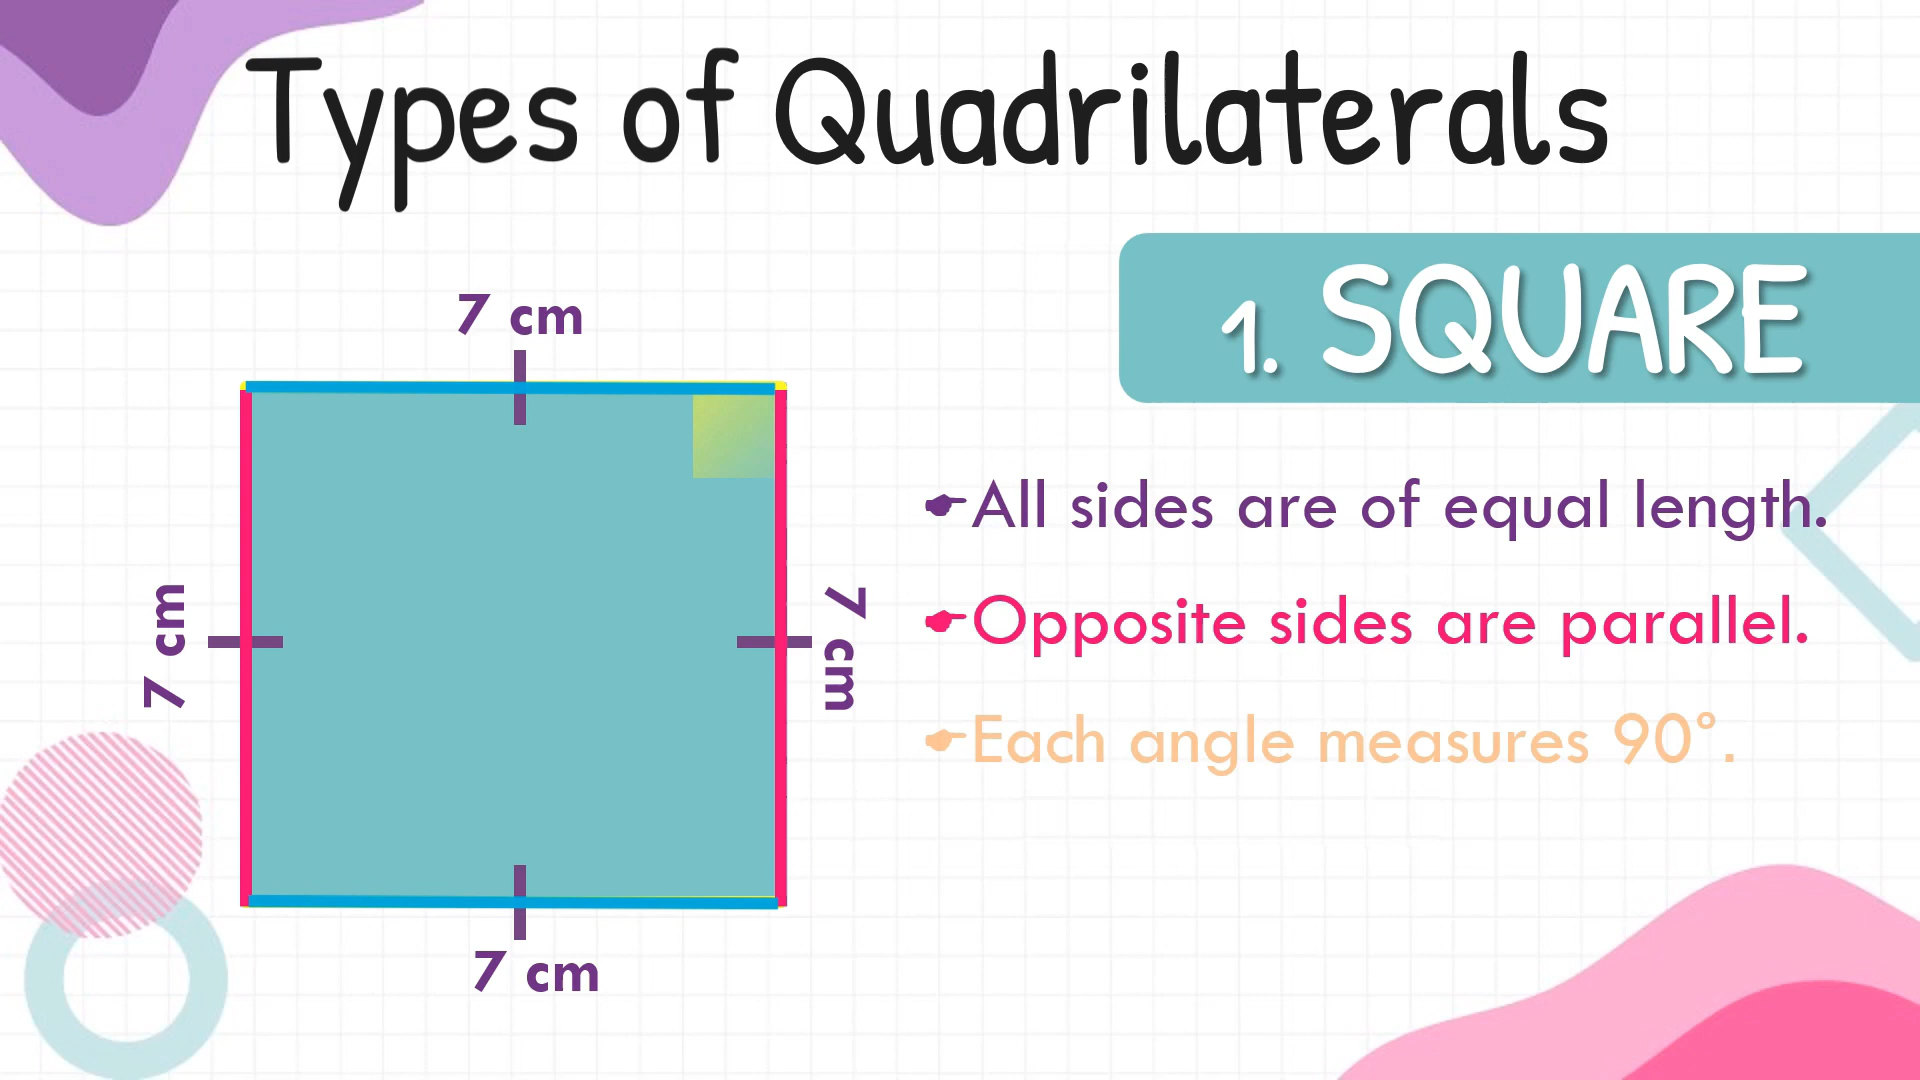 Types of Quadrilaterals
1. SQUARE
7 cm
☛All sides are of equal length.
7 cm
7 cm
☛Opposite sides are parallel.
☛Each angle measures 90°.
7 cm